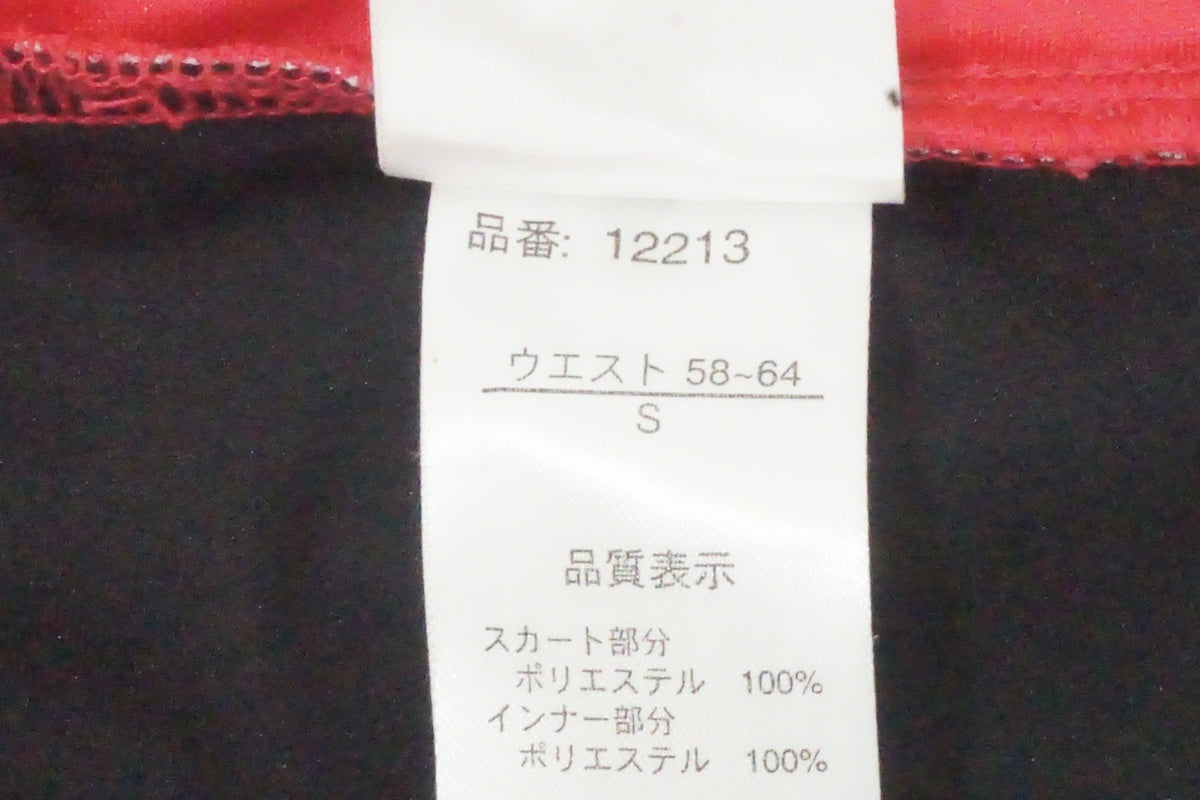 品番: 12213
ウエスト 58~64
S
品質表示
スカート部分
ポリエステル 100%
インナー部分
ポリエステル 100%